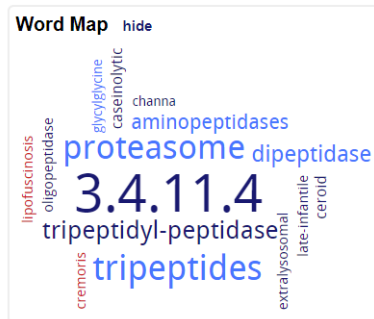 Word Map hide
glycylglycine
caseinolytic
channa
aminopeptidases
lipofuscinosis
oligopeptidase
proteasome
dipeptidase
3.4.11.4
tripeptidyl-peptidase
late-infantile
ceroid
extralysosomal
cremoris
tripeptides